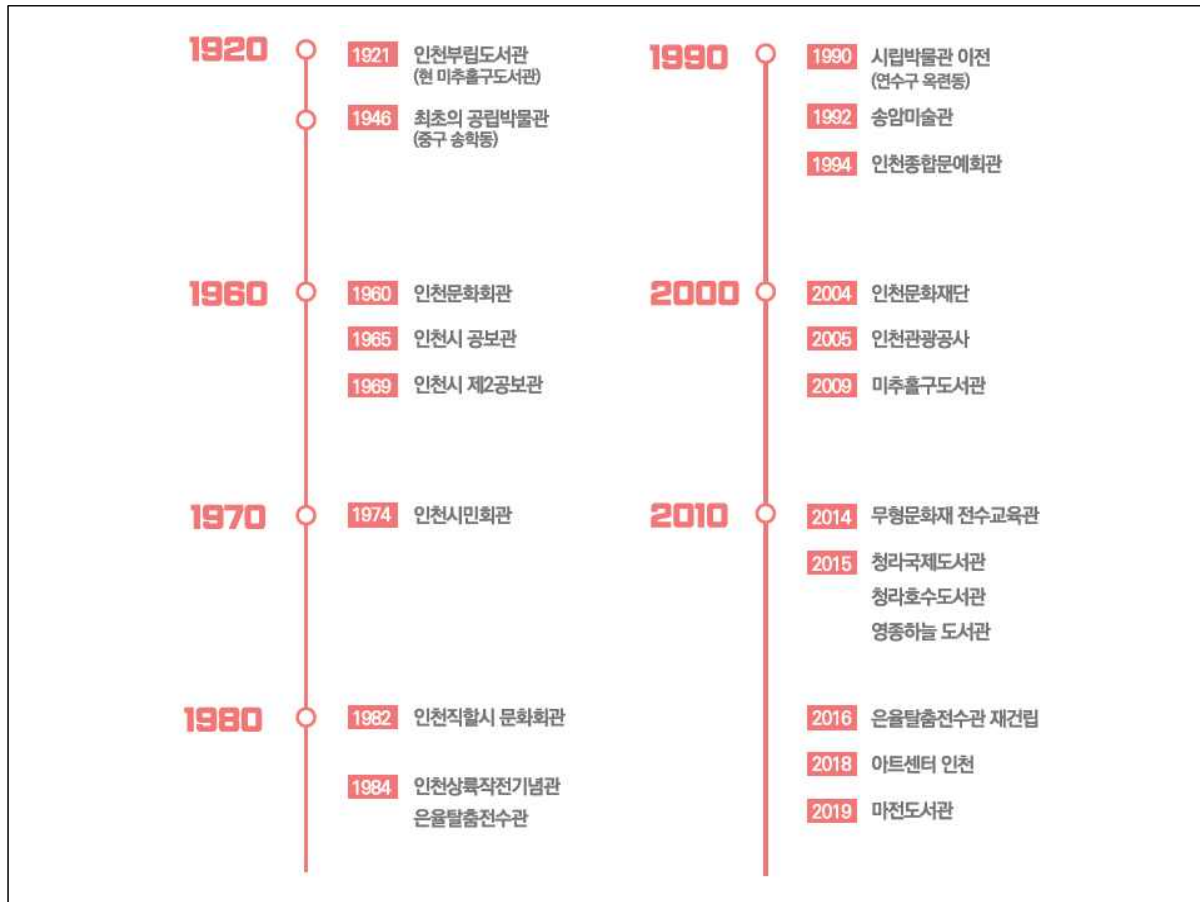 1920
1921 인천부립도서관
(현 미추홀구도서관)
1946 최초의 공립박물관
(중구 송학동)
1960
1960 인천문화회관
1965 인천시 공보관
1969 인천시 제2공보관
1970
1974 인천시민회관
1980
1982 인천직할시 문화회관
1984 인천상륙작전기념관
은율탈춤전수관
1990
1990 시립박물관 이전
(연수구 옥련동)
1992 송암미술관
1994 인천종합문예회관
2000
2004 인천문화재단
2005 인천관광공사
2009 미추홀구도서관
2010
2014 무형문화재 전수교육관
2015 청라국제도서관
청라호수도서관
영종하늘 도서관
2016 은율탈춤전수관 재건립
2018 아트센터 인천
2019 마전도서관